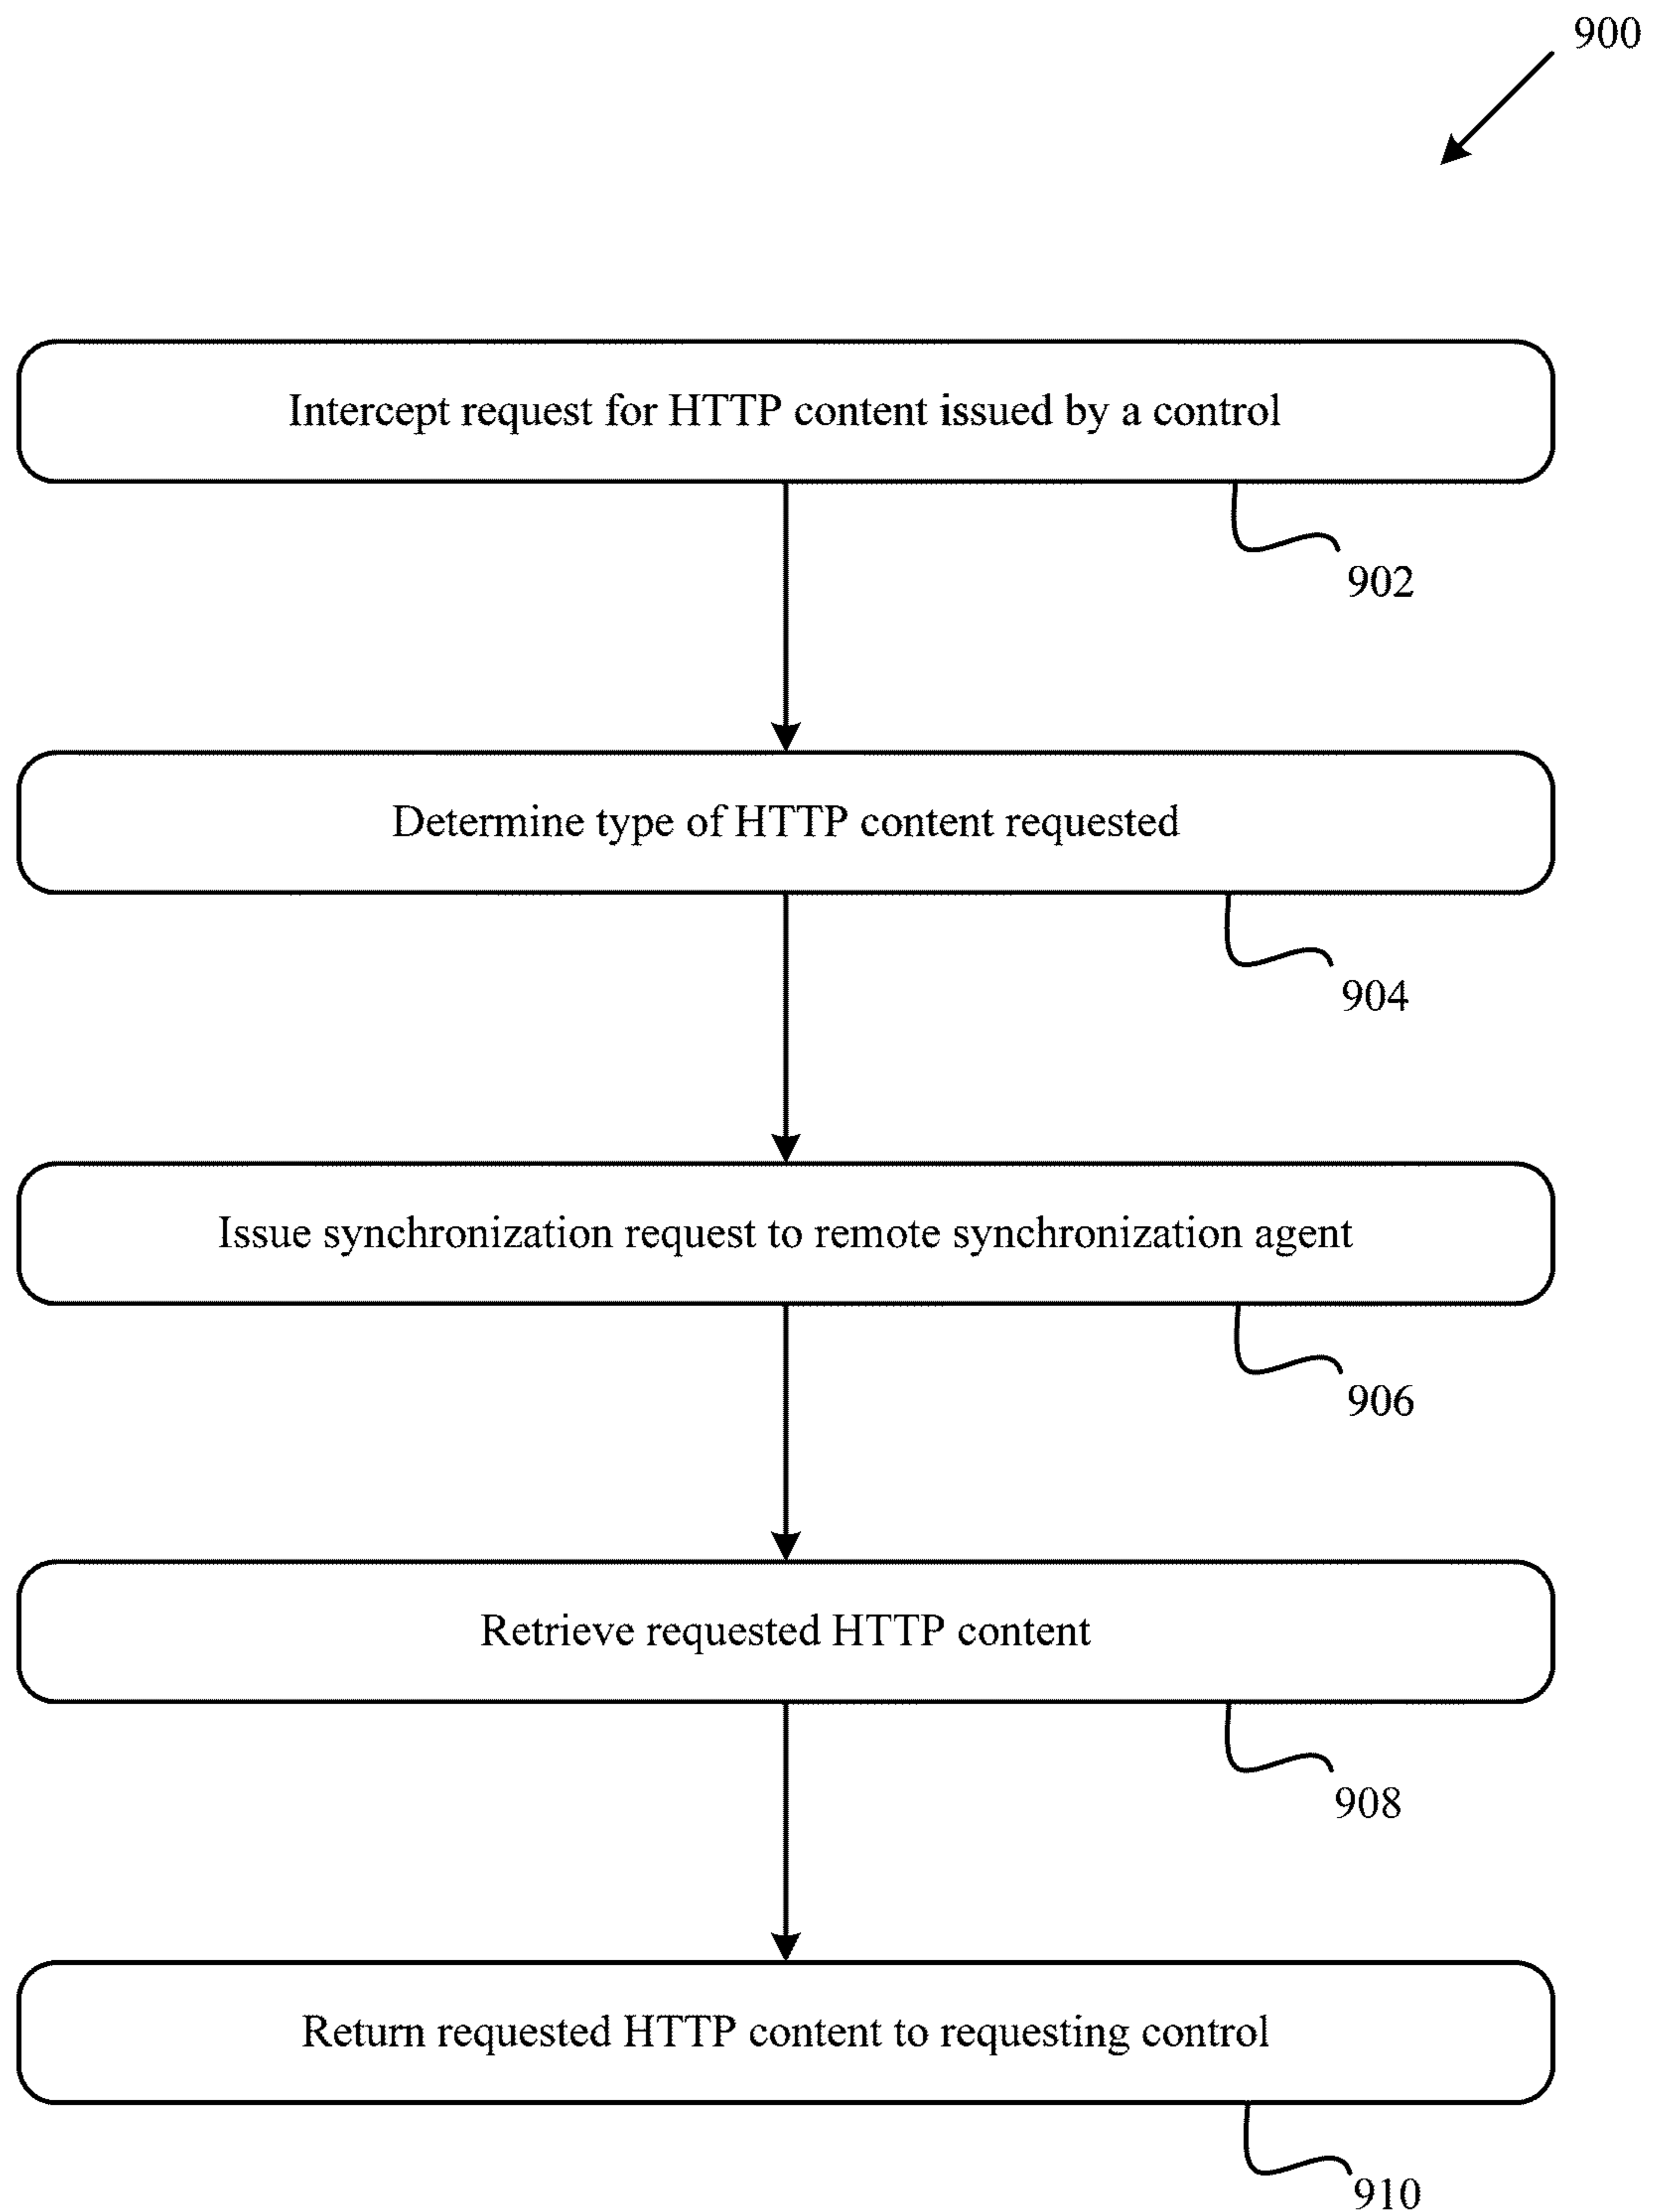 900
Intercept request for HTTP content issued by a control
902
Determine type of HTTP content requested
904
Issue synchronization request to remote synchronization agent
906
Retrieve requested HTTP content
908
Return requested HTTP content to requesting control
910